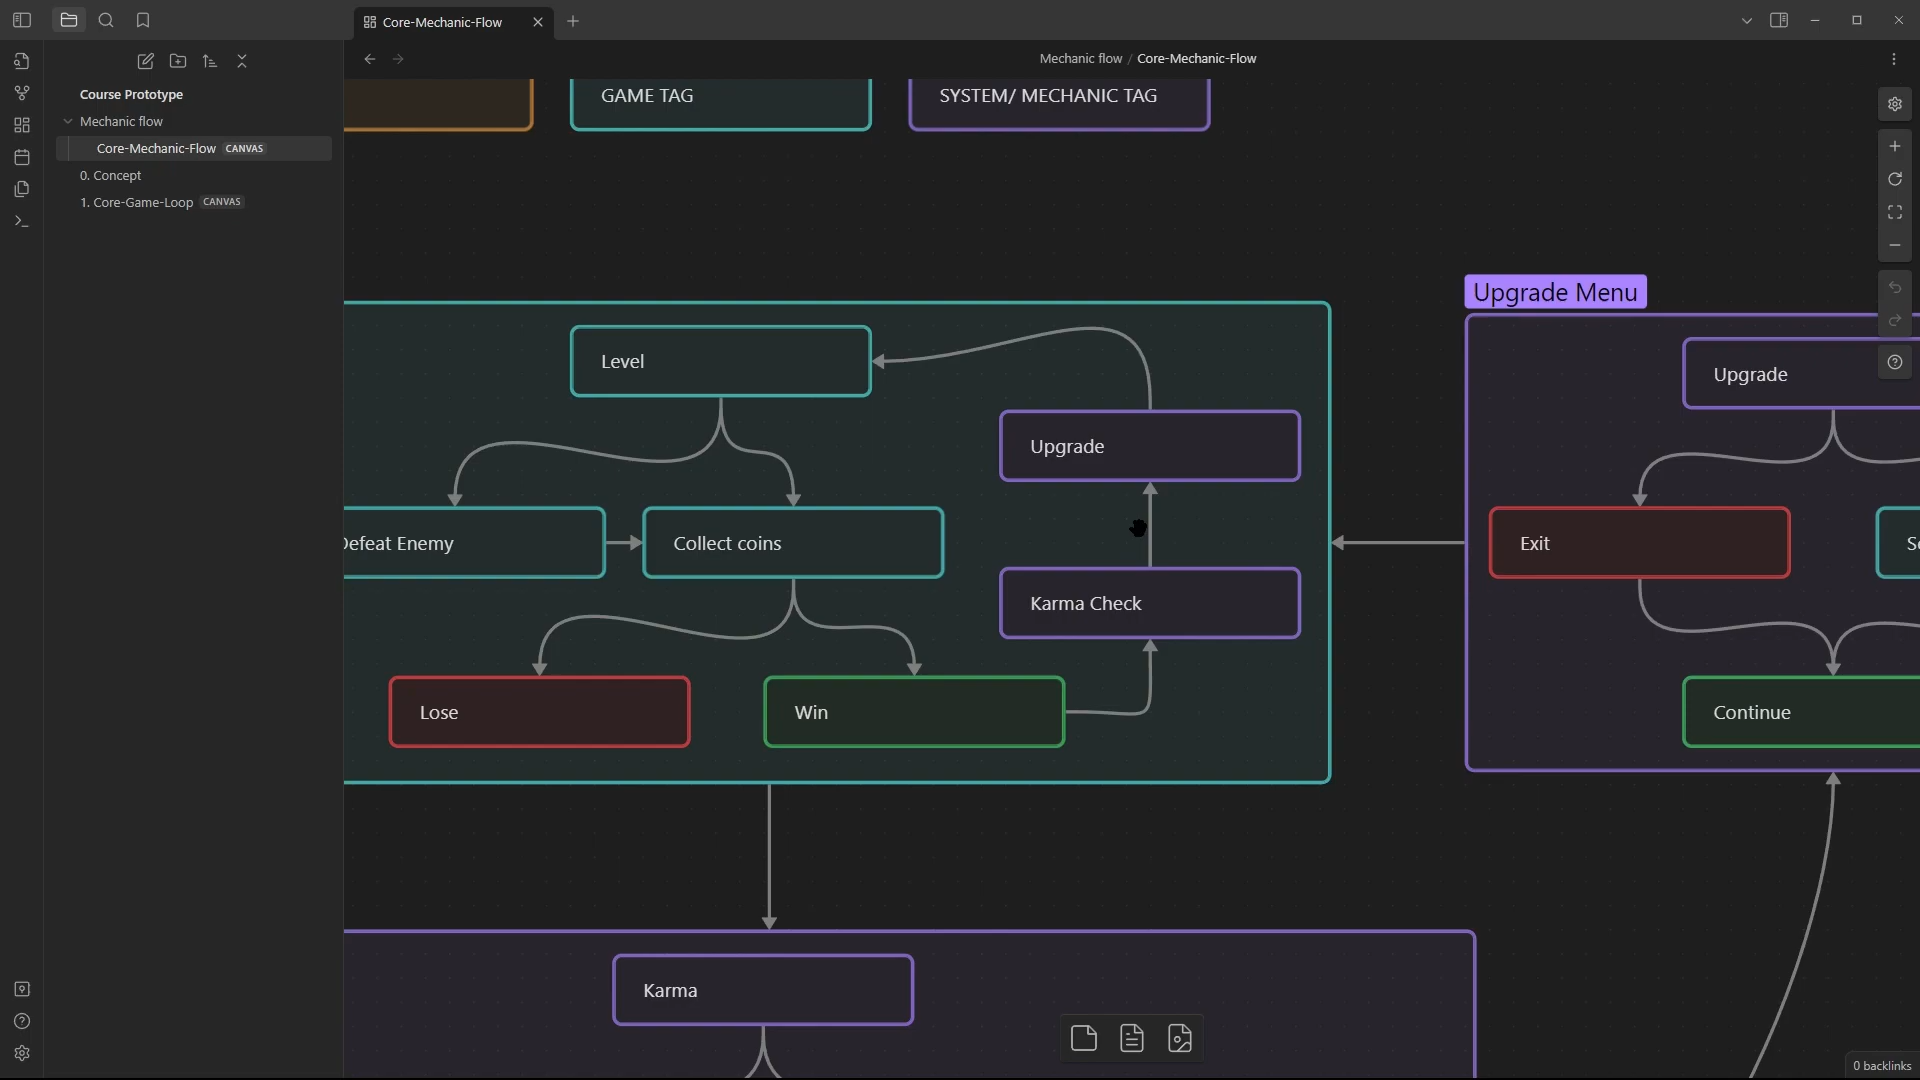 Core-Mechanic-Flow
Mechanic flow / Core-Mechanic-Flow
Course Prototype
Mechanic flow
Core-Mechanic-Flow CANVAS
0. Concept
1. Core-Game-Loop CANVAS
GAME TAG
SYSTEM/ MECHANIC TAG
Upgrade Menu
Level
Upgrade
Upgrade
Defeat Enemy
Collect coins
Exit
Se
Karma Check
Lose
Win
Continue
Karma
0 backlinks